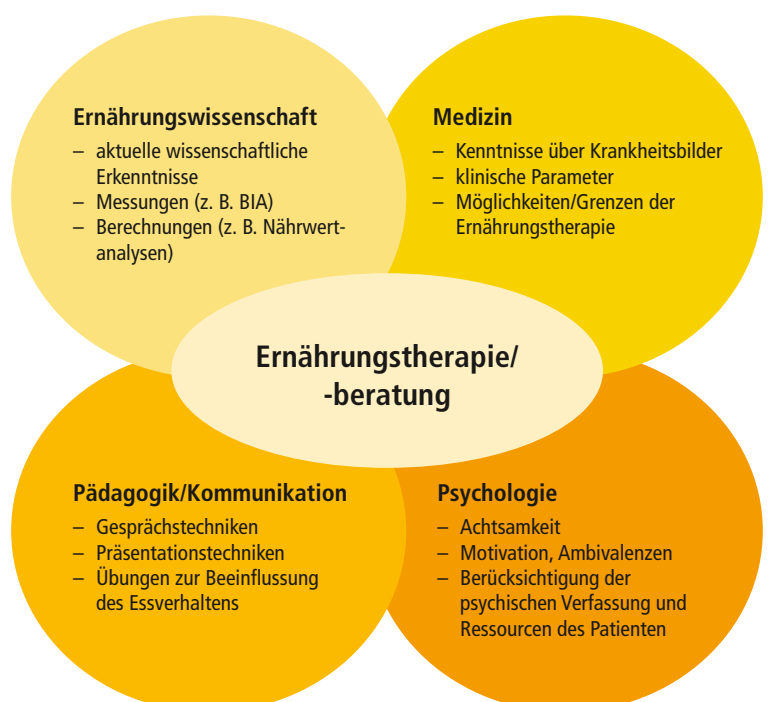 Ernährungswissenschaft
– aktuelle wissenschaftliche
Erkenntnisse
– Messungen (z. B. BIA)
– Berechnungen (z. B. Nährwert-
analysen)
Medizin
– Kenntnisse über Krankheitsbilder
– klinische Parameter
– Möglichkeiten/Grenzen der
Ernährungstherapie
Ernährungstherapie/
-beratung
Pädagogik/Kommunikation
– Gesprächstechniken
– Präsentationstechniken
– Übungen zur Beeinflussung
des Essverhaltens
Psychologie
– Achtsamkeit
– Motivation, Ambivalenzen
– Berücksichtigung der
psychischen Verfassung und
Ressourcen des Patienten